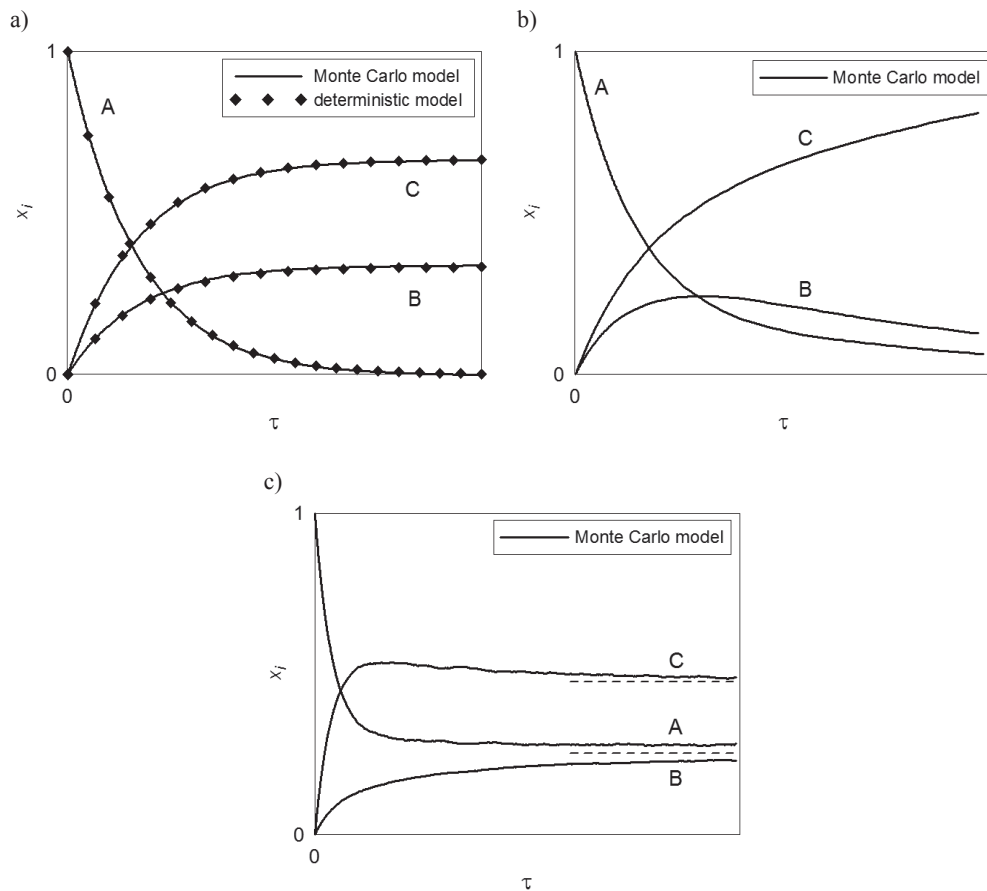 a)
1
Monte Carlo model
deterministic model
A
C
B
x_i
0
0
τ
b)
1
Monte Carlo model
A
C
B
x_i
0
0
τ
c)
1
Monte Carlo model
C
A
B
x_i
0
0
τ